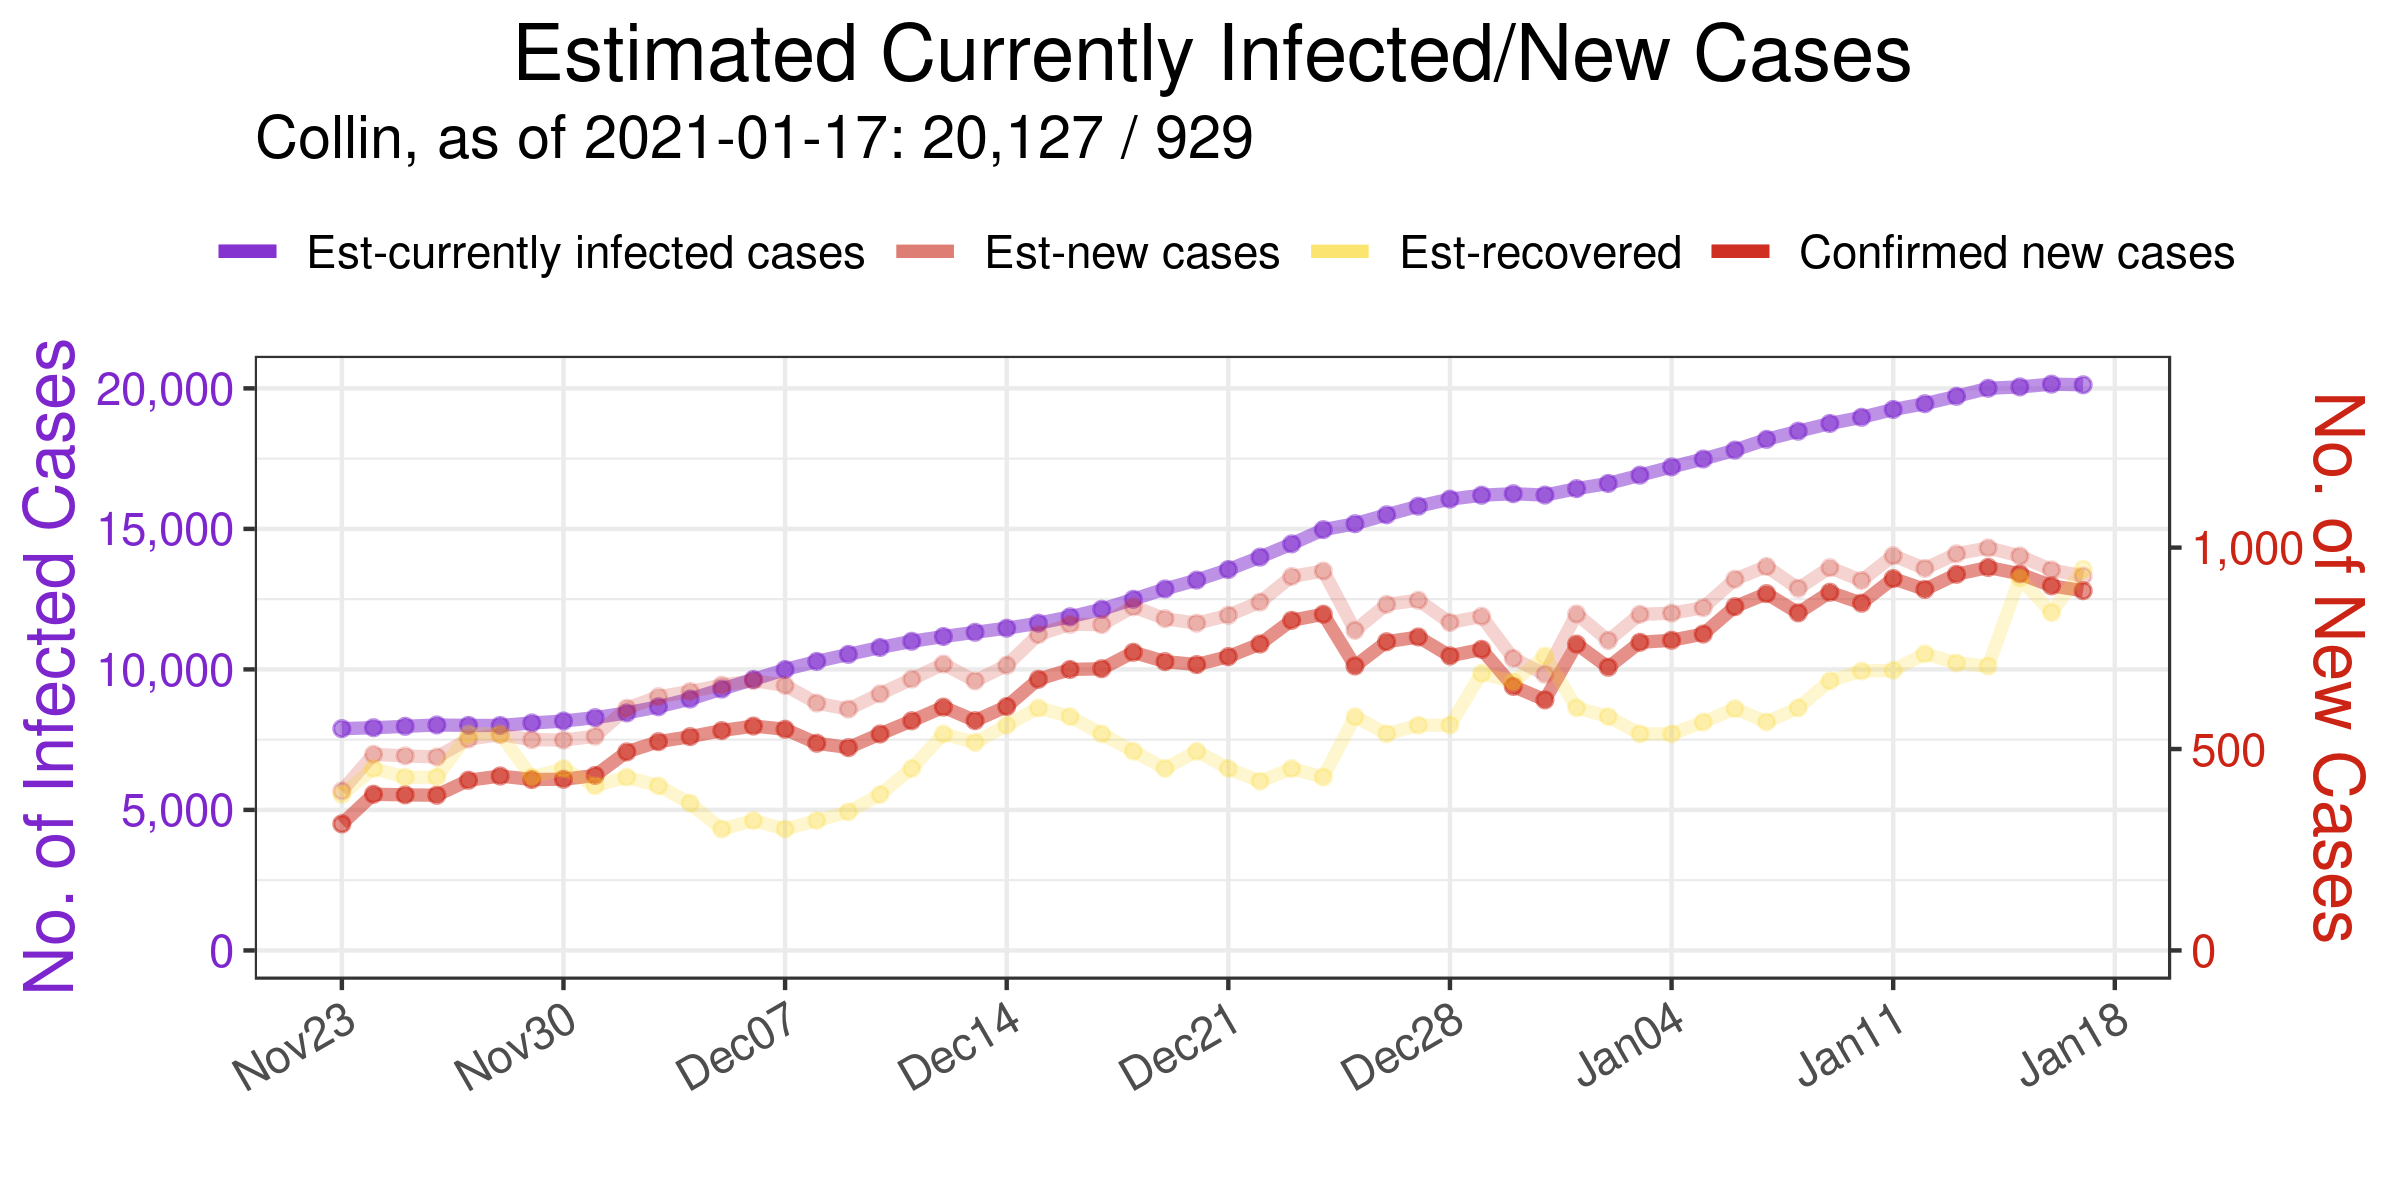 Estimated Currently Infected/New Cases
Collin, as of 2021-01-17: 20,127 / 929
Est-currently infected cases
Est-new cases
Est-recovered
Confirmed new cases
No. of Infected Cases
20,000
15,000
10,000
5,000
0
No. of New Cases
1,000
500
0
Nov23
Nov30
Dec07
Dec14
Dec21
Dec28
Jan04
Jan11
Jan18